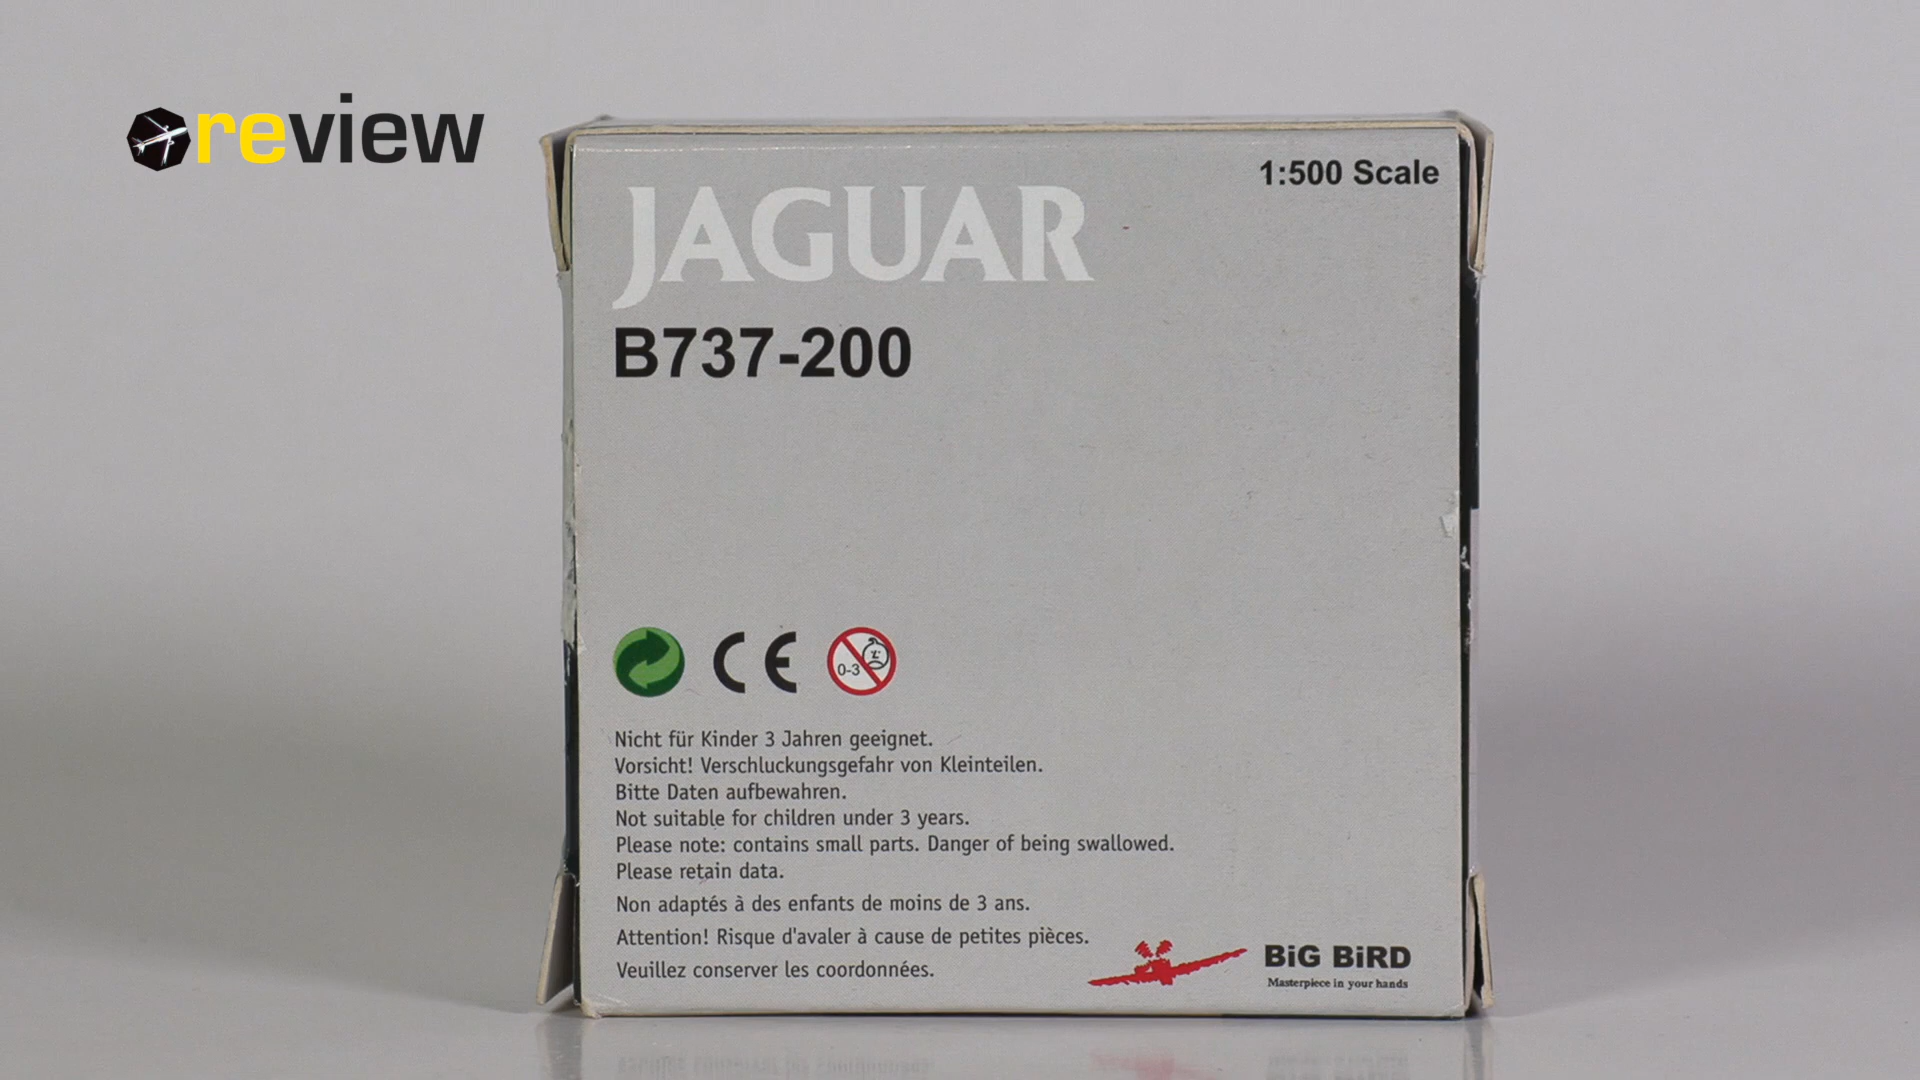 review
1:500 Scale
JAGUAR
B737-200
CE
0-3
Nicht für Kinder 3 Jahren geeignet.
Vorsicht! Verschluckungsgefahr von Kleinteilen.
Bitte Daten aufbewahren.
Not suitable for children under 3 years.
Please note: contains small parts. Danger of being swallowed.
Please retain data.
Non adaptés à des enfants de moins de 3 ans.
Attention! Risque d'avaler à cause de petites pièces.
Veuillez conserver les coordonnées.
BiG BiRD
Masterpiece in your hands